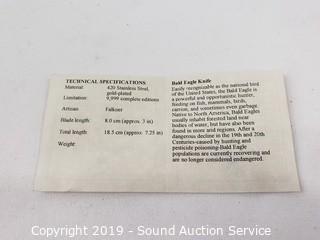 TECHNICAL SPECIFICATIONS
Material: 420 Stainless Steel,
gold-plated
Limitation: 9,999 complete editions
Artisan Falkner
Blade length: 8.0 cm (approx. 3 in)
Total length: 18.5 cm (approx. 7.25 in)
Weight:
Bald Eagle Knife
Easily recognizable as the national bird
of the United States, the Bald Eagle is
a powerful and opportunistic hunter,
feeding on fish, mammals, birds,
carrion, and sometimes even garbage.
Native to North America, Bald Eagles
usually inhabit forested land near
bodies of water, but have also been
found in more arid regions. After a
dangerous decline in the 19th and 20th
Centuries-caused by hunting and
pesticide poisoning-Bald Eagle
populations are currently recovering and
are no longer considered endangered.
Copyright 2019 - Sound Auction Service